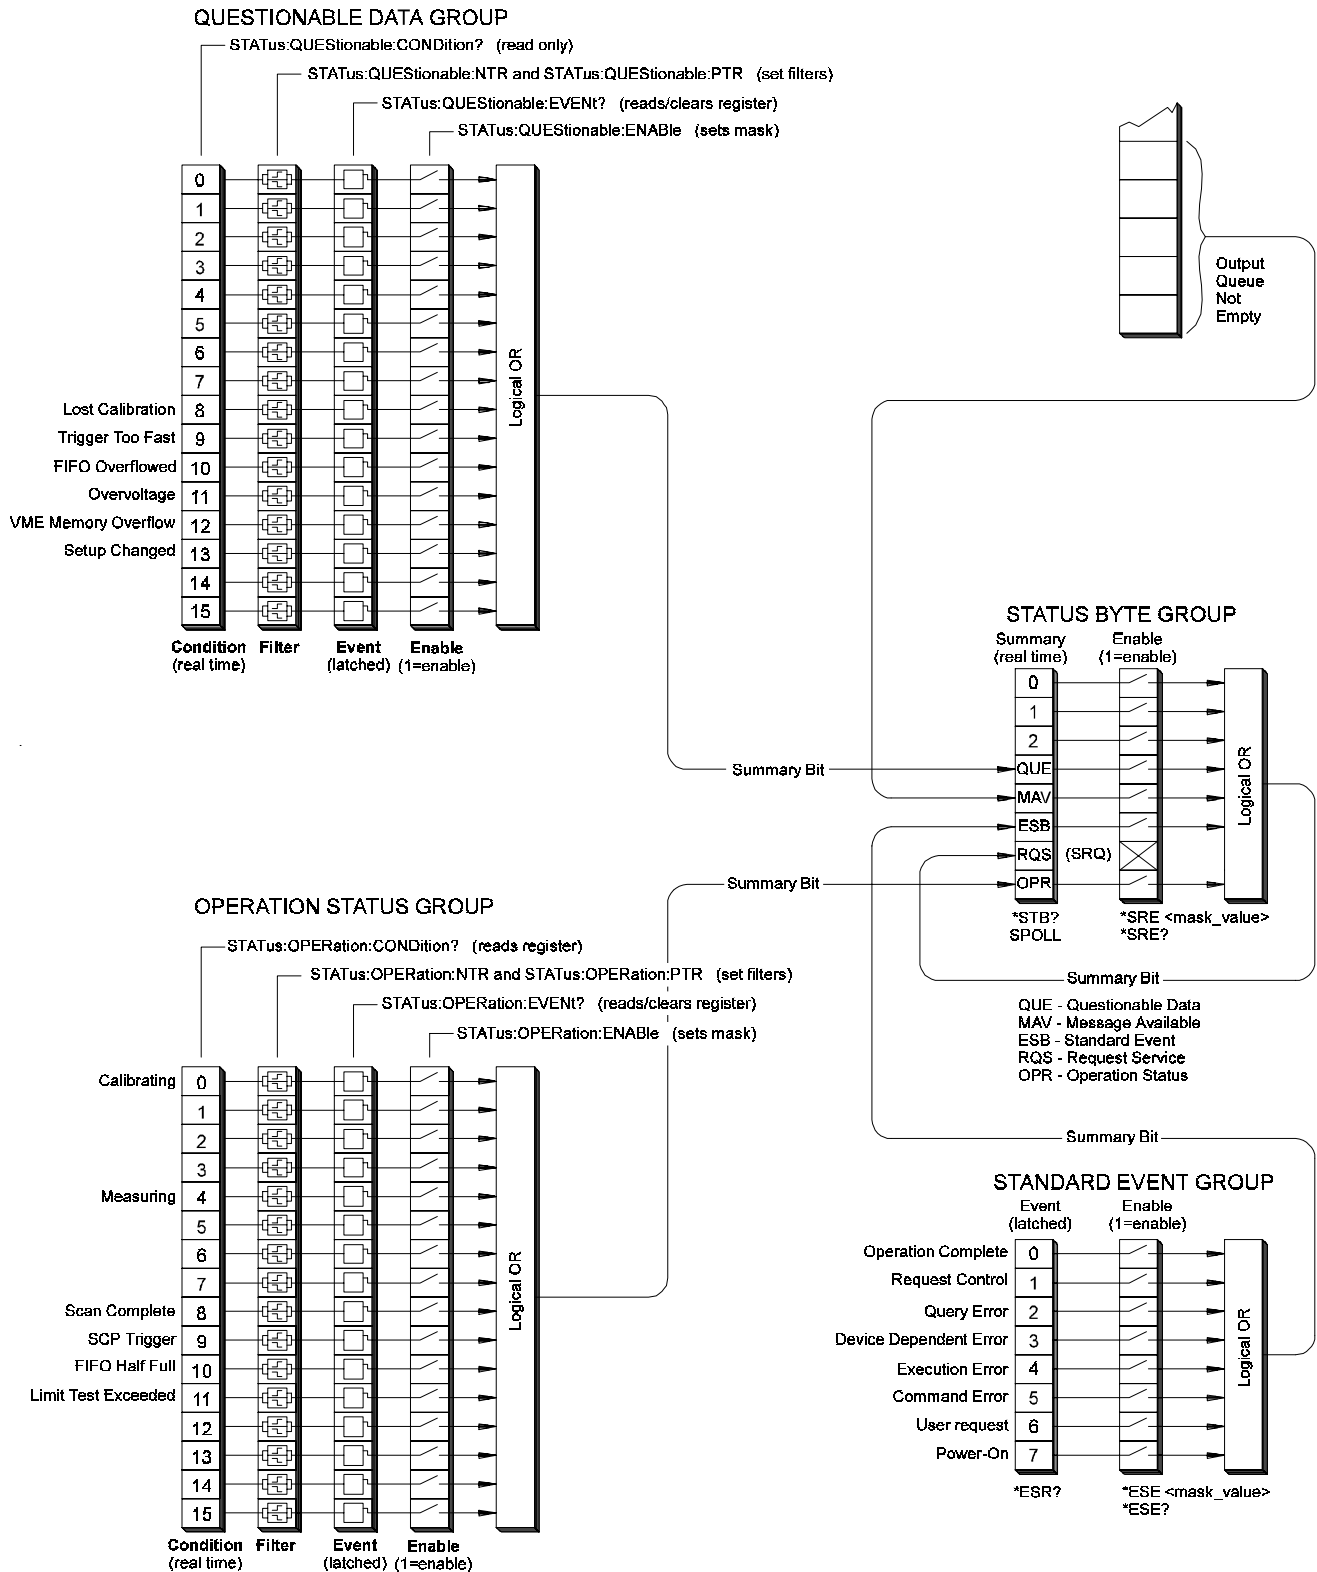 QUESTIONABLE DATA GROUP
STATus:QUEStionable:CONDition? (read only)
STATus:QUEStionable:NTR and STATus:QUEStionable:PTR (set filters)
STATus:QUEStionable:EVENt? (reads/clears register)
STATus:QUEStionable:ENABle (sets mask)
0
1
2
3
4
5
6
7
Lost Calibration 8
Trigger Too Fast 9
FIFO Overflowed 10
Overvoltage 11
VME Memory Overflow 12
Setup Changed 13
14
15
Logical OR
Condition Filter Event Enable
(real time) (latched) (1=enable)
Output
Queue
Not
Empty
Summary Bit
STATUS BYTE GROUP
Summary Enable
(real time) (1=enable)
0
1
2
QUE
MAV
ESB
RQS (SRQ)
OPR
Logical OR
*STB? *SRE <mask_value>
SPOLL *SRE?
Summary Bit
Summary Bit
QUE - Questionable Data
MAV - Message Available
ESB - Standard Event
RQS - Request Service
OPR - Operation Status
OPERATION STATUS GROUP
STATus:OPERation:CONDition? (reads register)
STATus:OPERation:NTR and STATus:OPERation:PTR (set filters)
STATus:OPERation:EVENt? (reads/clears register)
STATus:OPERation:ENABle (sets mask)
Calibrating 0
1
2
3
Measuring 4
5
6
7
Scan Complete 8
SCP Trigger 9
FIFO Half Full 10
Limit Test Exceeded 11
12
13
14
15
Logical OR
Condition Filter Event Enable
(real time) (latched) (1=enable)
Summary Bit
STANDARD EVENT GROUP
Event Enable
(latched) (1=enable)
Operation Complete 0
Request Control 1
Query Error 2
Device Dependent Error 3
Execution Error 4
Command Error 5
User request 6
Power-On 7
Logical OR
*ESR? *ESE <mask_value>
*ESE?